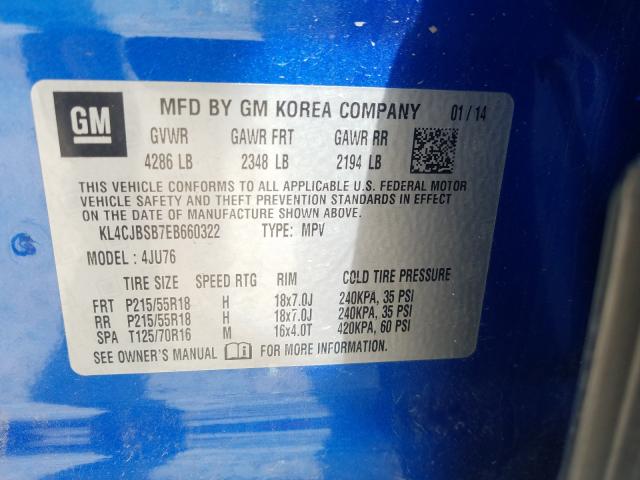 GM
MFD BY GM KOREA COMPANY 01/14
GVWR GAWR FRT GAWR RR
4286 LB 2348 LB 2194 LB
THIS VEHICLE CONFORMS TO ALL APPLICABLE U.S. FEDERAL MOTOR
VEHICLE SAFETY AND THEFT PREVENTION STANDARDS IN EFFECT
ON THE DATE OF MANUFACTURE SHOWN ABOVE.
KL4CJBSB7EB660322 TYPE: MPV
MODEL : 4JU76
TIRE SIZE SPEED RTG RIM COLD TIRE PRESSURE
FRT P215/55R18 H 18x7.0J 240KPA, 35 PSI
RR P215/55R18 H 18x7.0J 240KPA, 35 PSI
SPA T125/70R16 M 16x4.0T 420KPA, 60 PSI
SEE OWNER'S MANUAL FOR MORE INFORMATION.